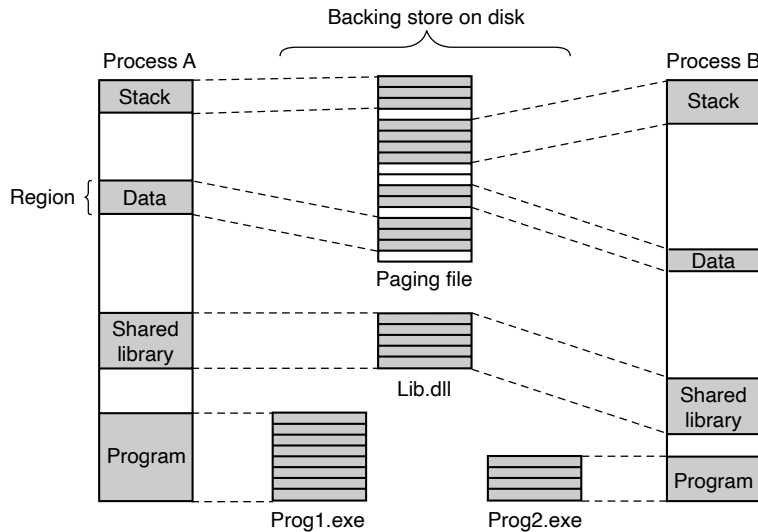 Backing store on disk
Process A
Process B
Stack
Stack
Region
Data
Data
Paging file
Shared
library
Lib.dll
Shared
library
Program
Program
Prog1.exe
Prog2.exe